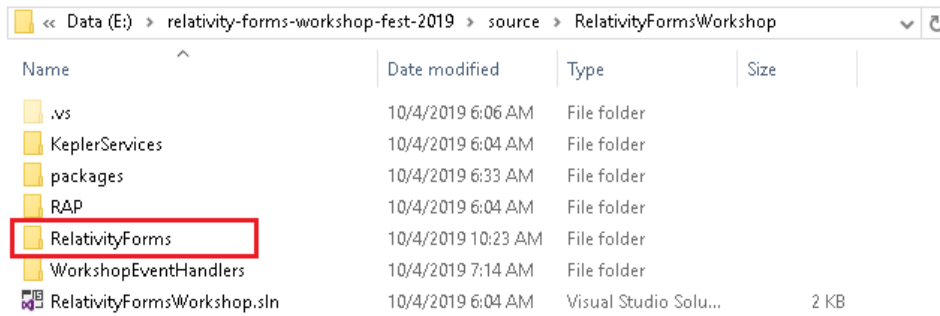 « Data (E:) > relativity-forms-workshop-fest-2019 > source > RelativityFormsWorkshop
Name Date modified Type Size
.vs 10/4/2019 6:06 AM File folder
KeplerServices 10/4/2019 6:04 AM File folder
packages 10/4/2019 6:33 AM File folder
RAP 10/4/2019 6:04 AM File folder
RelativityForms 10/4/2019 10:23 AM File folder
WorkshopEventHandlers 10/4/2019 7:14 AM File folder
RelativityFormsWorkshop.sln 10/4/2019 6:04 AM Visual Studio Solu... 2 KB